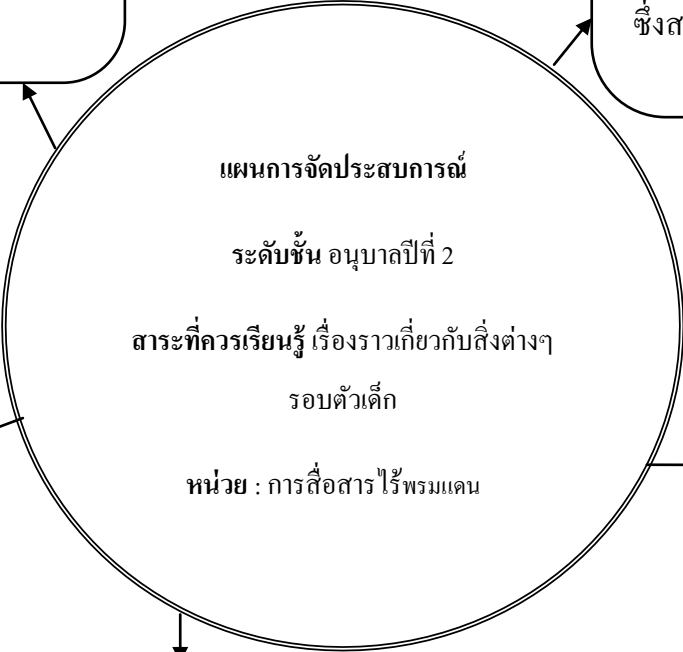 ซึ่งส
แผนการจัดประสบการณ์
ระดับชั้น อนุบาลปีที่ 2
สาระที่ควรเรียนรู้ เรื่องราวเกี่ยวกับสิ่งต่างๆ
รอบตัวเด็ก
หน่วย : การสื่อสารไร้พรมแดน